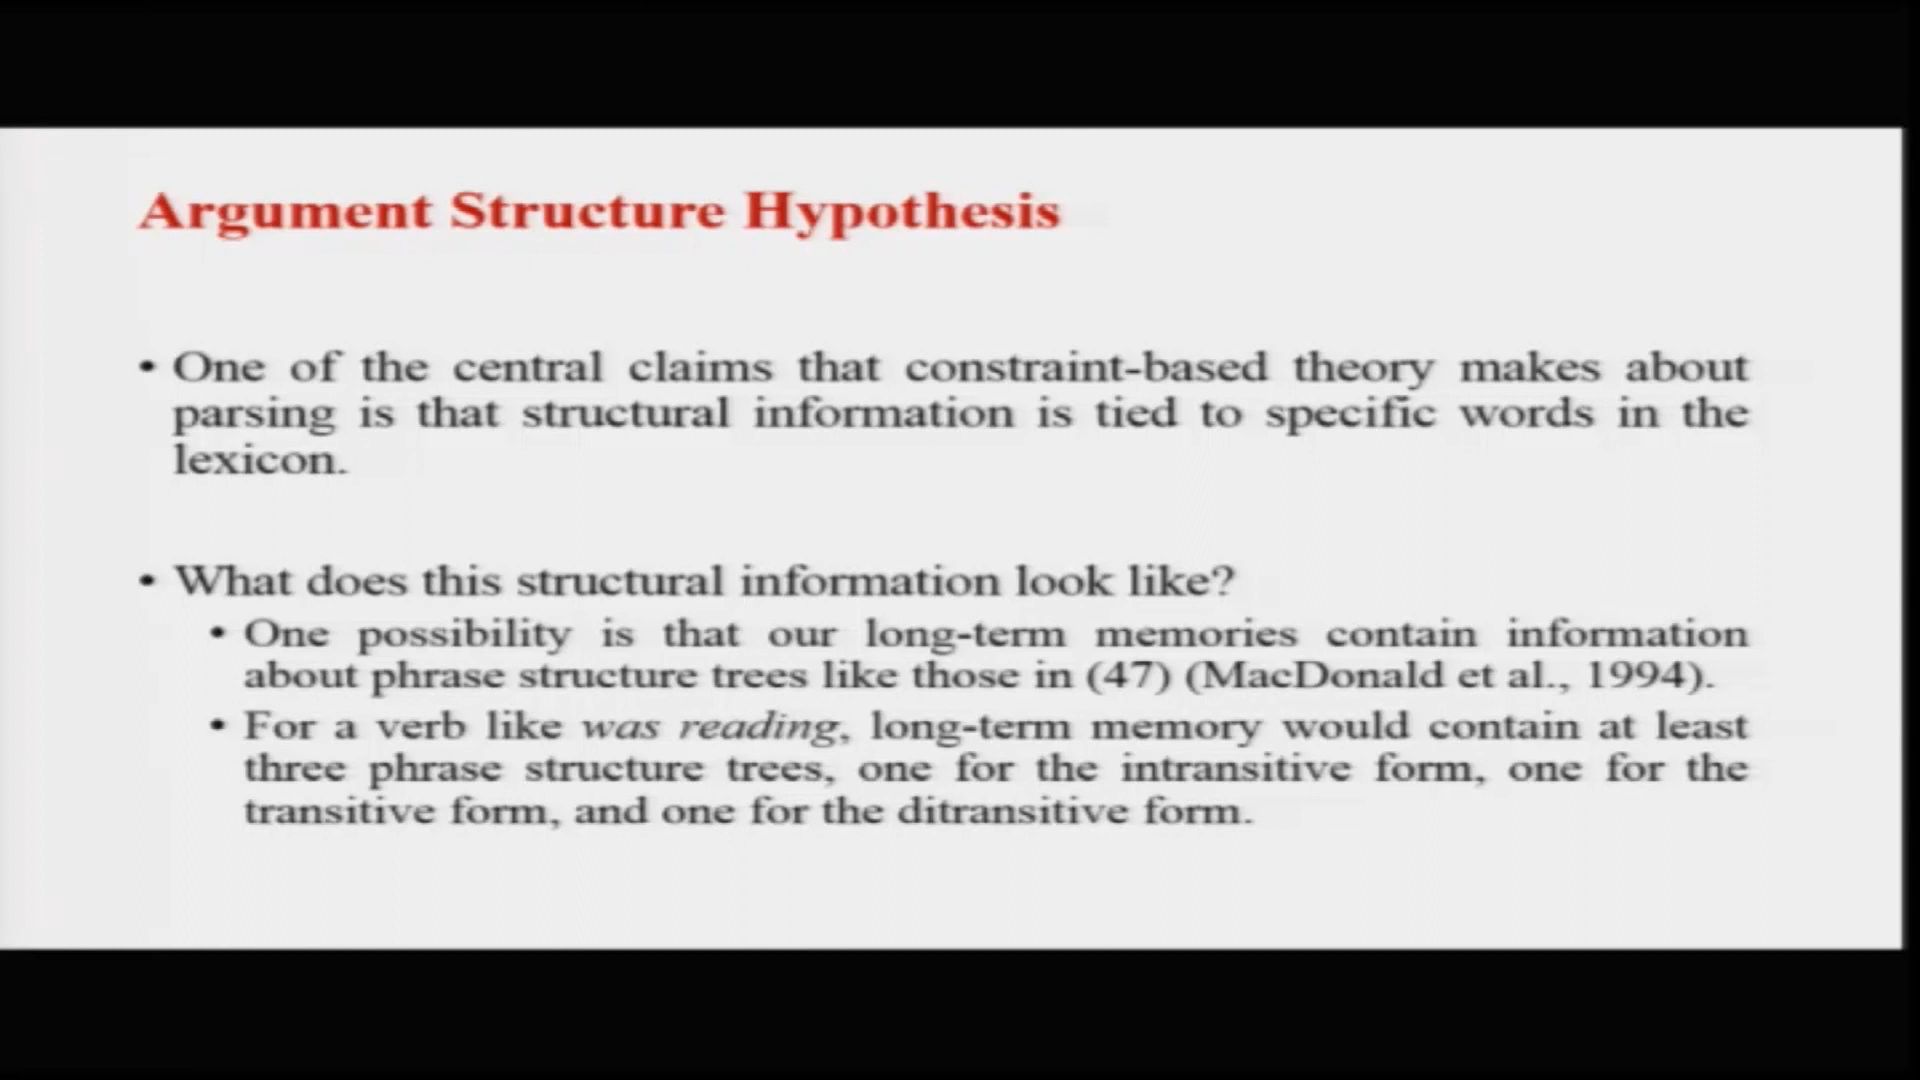 Argument Structure Hypothesis
• One of the central claims that constraint-based theory makes about
parsing is that structural information is tied to specific words in the
lexicon.
• What does this structural information look like?
• One possibility is that our long-term memories contain information
about phrase structure trees like those in (47) (MacDonald et al., 1994).
• For a verb like was reading, long-term memory would contain at least
three phrase structure trees, one for the intransitive form, one for the
transitive form, and one for the ditransitive form.